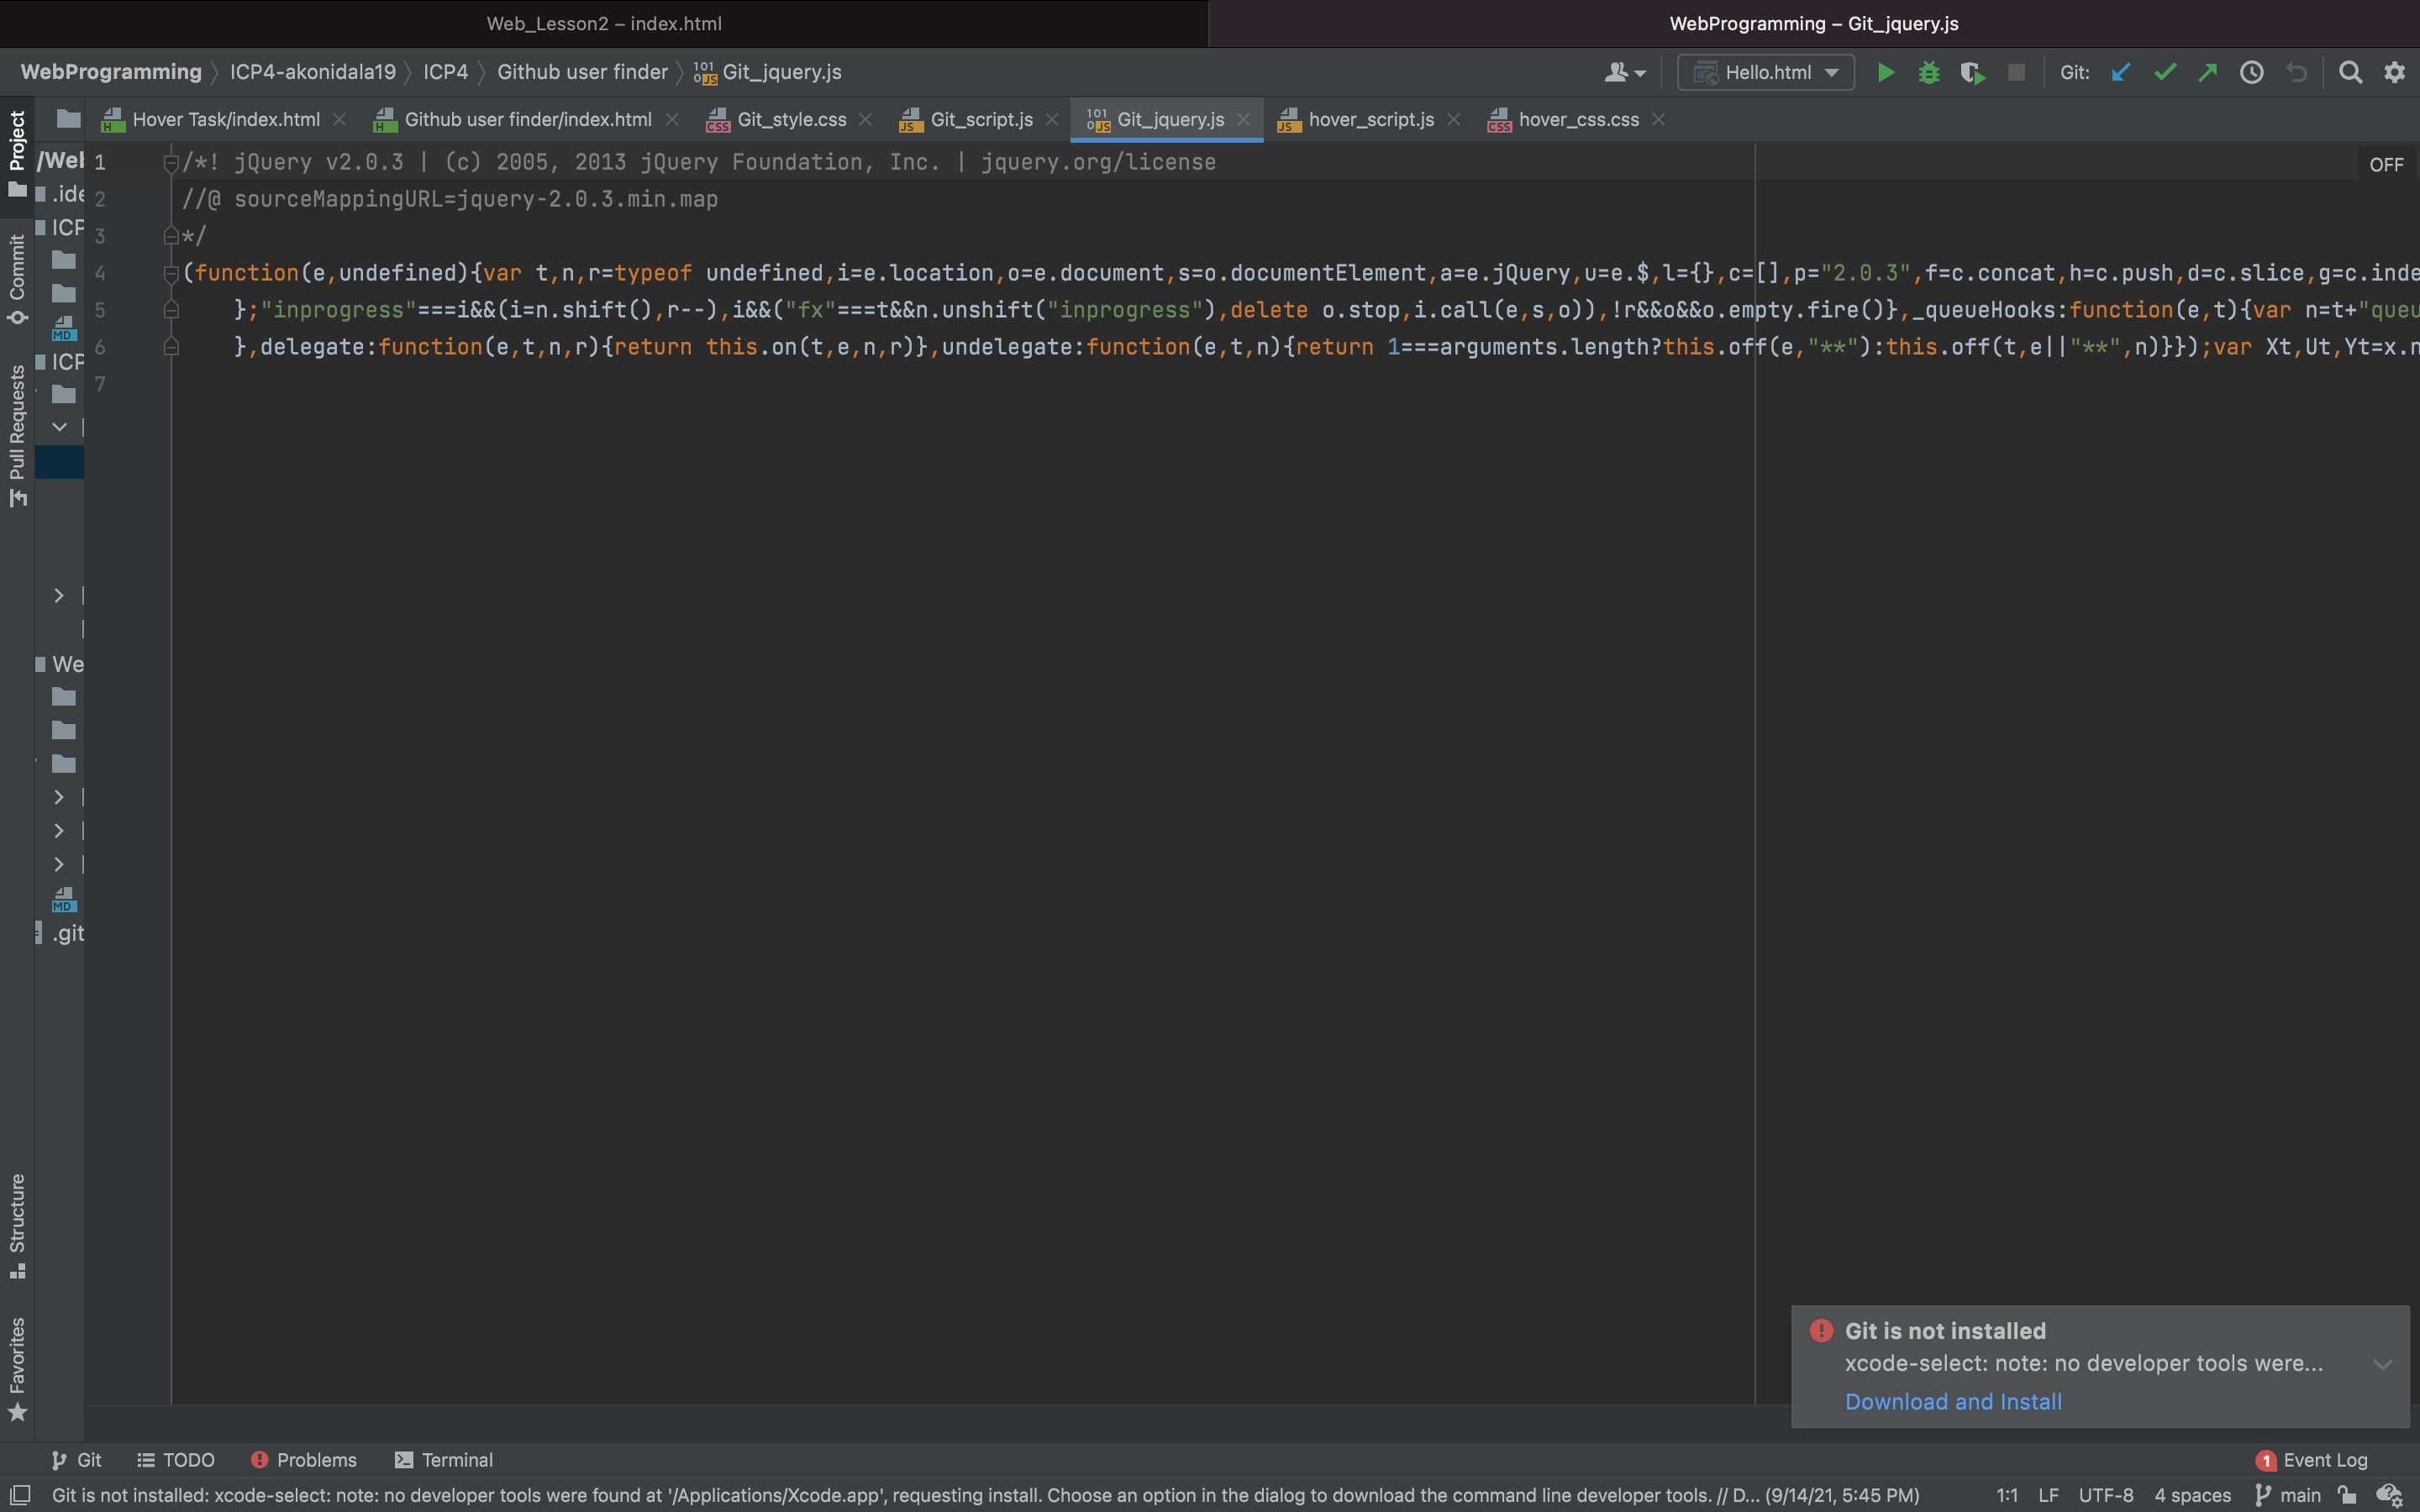 Web_Lesson2 – index.html
WebProgramming – Git_jquery.js
WebProgramming ICP4-akonidala19 ICP4 Github user finder Git_jquery.js
Hello.html
Git:
Hover Task/index.html
Github user finder/index.html
Git_style.css
Git_script.js
Git_jquery.js
hover_script.js
hover_css.css
Project
Commit
Pull Requests
Structure
Favorites
/Web
.ide
ICP
MD
ICP
We
MD
.git
OFF
1 /*! jQuery v2.0.3 | (c) 2005, 2013 jQuery Foundation, Inc. | jquery.org/license
2 //@ sourceMappingURL=jquery-2.0.3.min.map
3 */
4 (function(e,undefined){var t,n,r=typeof undefined,i=e.location,o=e.document,s=o.documentElement,a=e.jQuery,u=e.$,l={},c=[],p="2.0.3",f=c.concat,h=c.push,d=c.slice,g=c.inde
5 };"inprogress"===i&&(i=n.shift(),r--),i&&("fx"===t&&n.unshift("inprogress"),delete o.stop,i.call(e,s,o)),!r&&o&&o.empty.fire()},_queueHooks:function(e,t){var n=t+"queu
6 },delegate:function(e,t,n,r){return this.on(t,e,n,r)},undelegate:function(e,t,n){return 1===arguments.length?this.off(e,"**"):this.off(t,e||"**",n)}});var Xt,Ut,Yt=x.n
7
Git is not installed
xcode-select: note: no developer tools were...
Download and Install
Git
TODO
Problems
Terminal
1 Event Log
Git is not installed: xcode-select: note: no developer tools were found at '/Applications/Xcode.app', requesting install. Choose an option in the dialog to download the command line developer tools. // D... (9/14/21, 5:45 PM)
1:1 LF UTF-8 4 spaces main